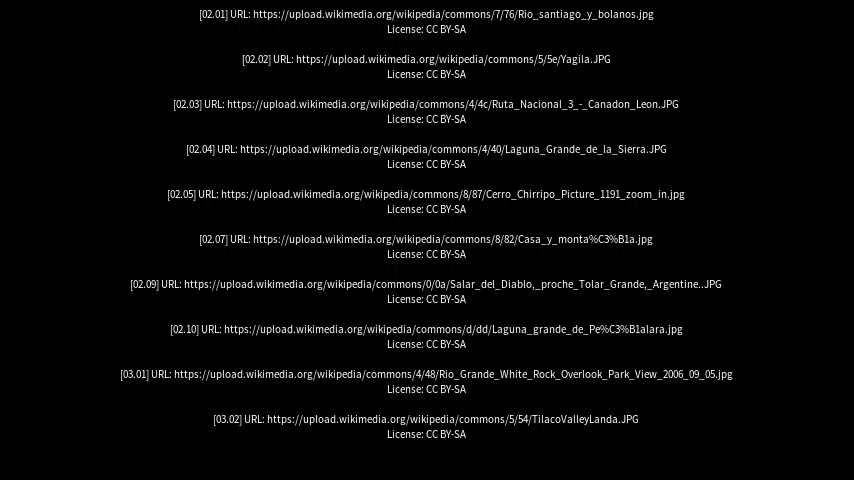 [02.01] URL: https://upload.wikimedia.org/wikipedia/commons/7/76/Rio_santiago_y_bolanos.jpg
License: CC BY-SA
[02.02] URL: https://upload.wikimedia.org/wikipedia/commons/5/5e/Yagila.JPG
License: CC BY-SA
[02.03] URL: https://upload.wikimedia.org/wikipedia/commons/4/4c/Ruta_Nacional_3_-_Canadon_Leon.JPG
License: CC BY-SA
[02.04] URL: https://upload.wikimedia.org/wikipedia/commons/4/40/Laguna_Grande_de_la_Sierra.JPG
License: CC BY-SA
[02.05] URL: https://upload.wikimedia.org/wikipedia/commons/8/87/Cerro_Chirripo_Picture_1191_zoom_in.jpg
License: CC BY-SA
[02.07] URL: https://upload.wikimedia.org/wikipedia/commons/8/82/Casa_y_monta%C3%B1a.jpg
License: CC BY-SA
[02.09] URL: https://upload.wikimedia.org/wikipedia/commons/0/0a/Salar_del_Diablo,_proche_Tolar_Grande,_Argentine..JPG
License: CC BY-SA
[02.10] URL: https://upload.wikimedia.org/wikipedia/commons/d/dd/Laguna_grande_de_Pe%C3%B1alara.jpg
License: CC BY-SA
[03.01] URL: https://upload.wikimedia.org/wikipedia/commons/4/48/Rio_Grande_White_Rock_Overlook_Park_View_2006_09_05.jpg
License: CC BY-SA
[03.02] URL: https://upload.wikimedia.org/wikipedia/commons/5/54/TilacoValleyLanda.JPG
License: CC BY-SA